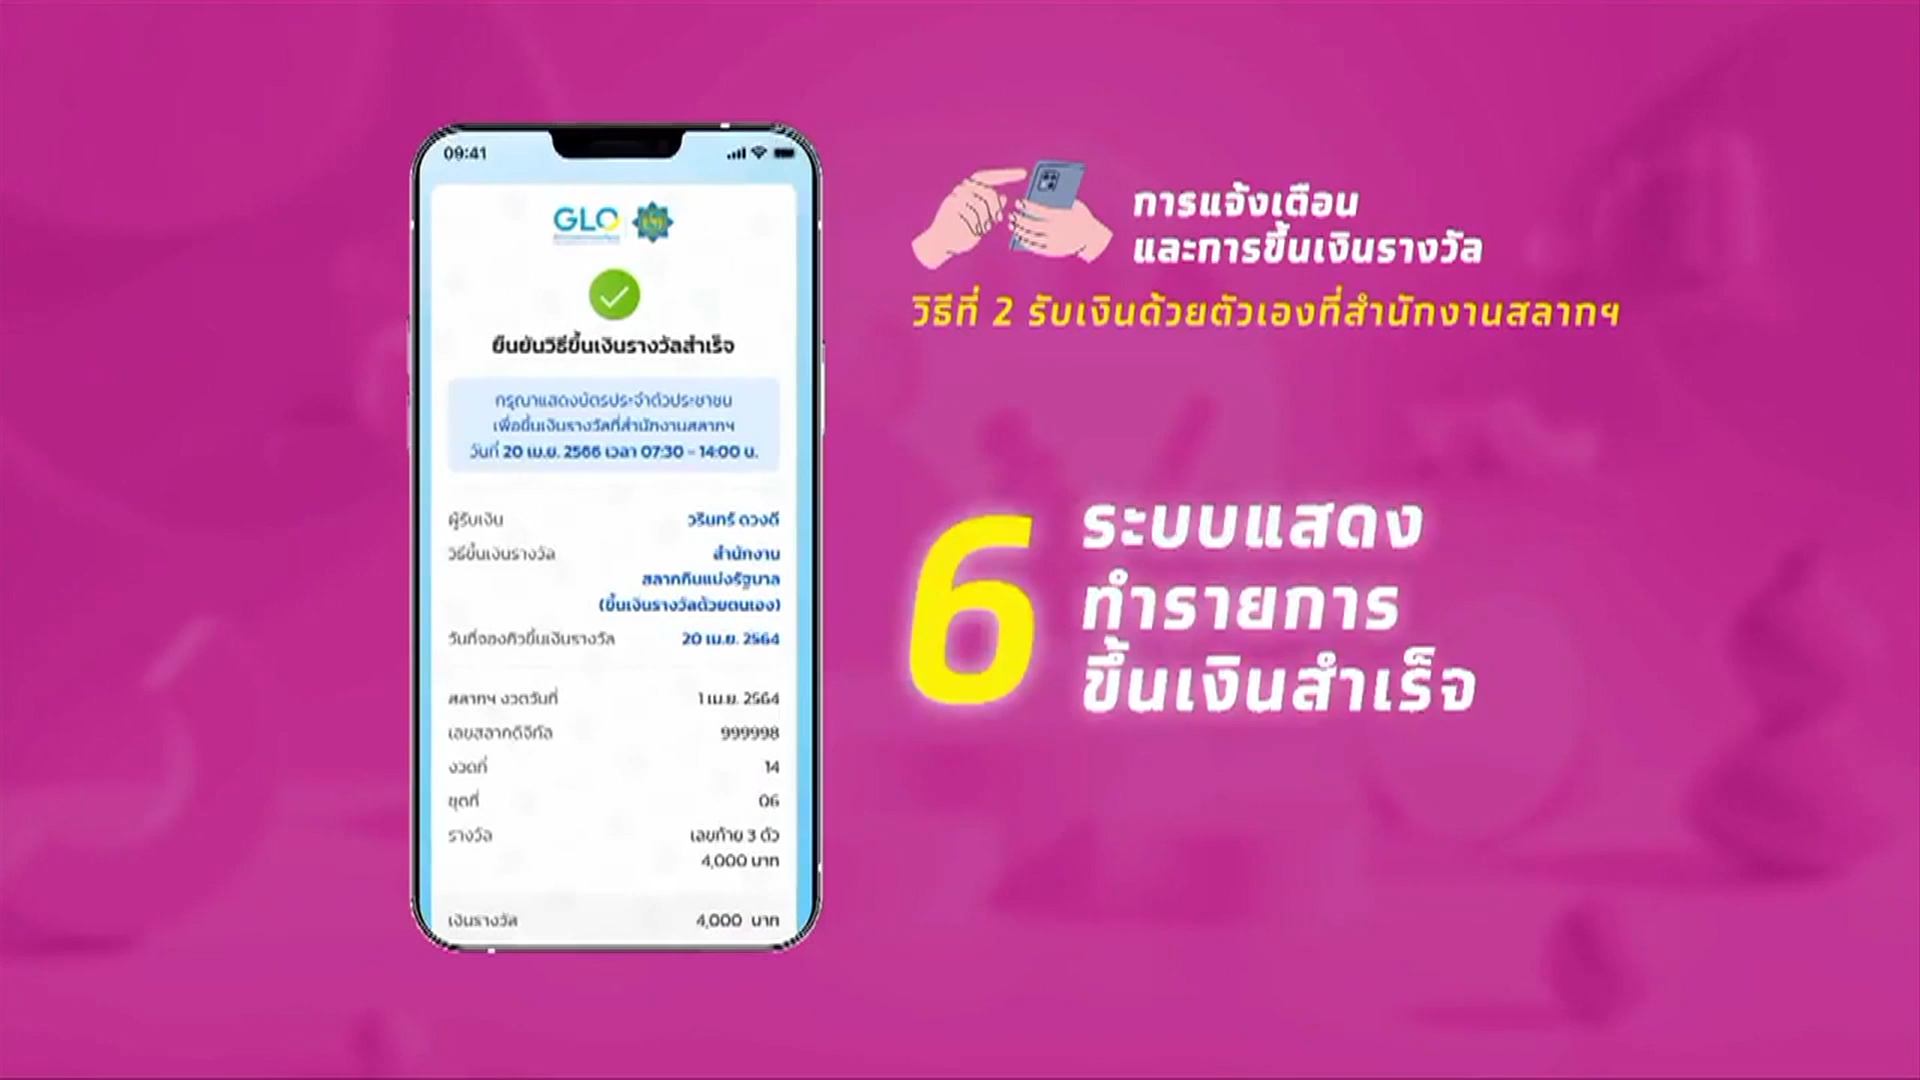 09:41
GLO
ยืนยันวิธีขึ้นเงินรางวัลสำเร็จ
กรุณาแสดงบัตรประจำตัวประชาชน
เพื่อขึ้นเงินรางวัลที่สำนักงานสลากฯ
วันที่ 20 เม.ย. 2566 เวลา 07:30 - 14:00 น.
ผู้รับเงิน วรินทร์ ดวงดี
วิธีขึ้นเงินรางวัล สำนักงาน
สลากกินแบ่งรัฐบาล
(ขึ้นเงินรางวัลด้วยตนเอง)
วันที่จองคิวขึ้นเงินรางวัล 20 เม.ย. 2564
สลากฯ งวดวันที่ 1 เม.ย. 2564
เลขสลากดิจิทัล 999998
งวดที่ 14
ชุดที่ 06
รางวัล เลขท้าย 3 ตัว
4,000 บาท
เงินรางวัล 4,000 บาท
การแจ้งเตือน
และการขึ้นเงินรางวัล
วิธีที่ 2 รับเงินด้วยตัวเองที่สำนักงานสลากฯ
6
ระบบแสดง
ทำรายการ
ขึ้นเงินสำเร็จ